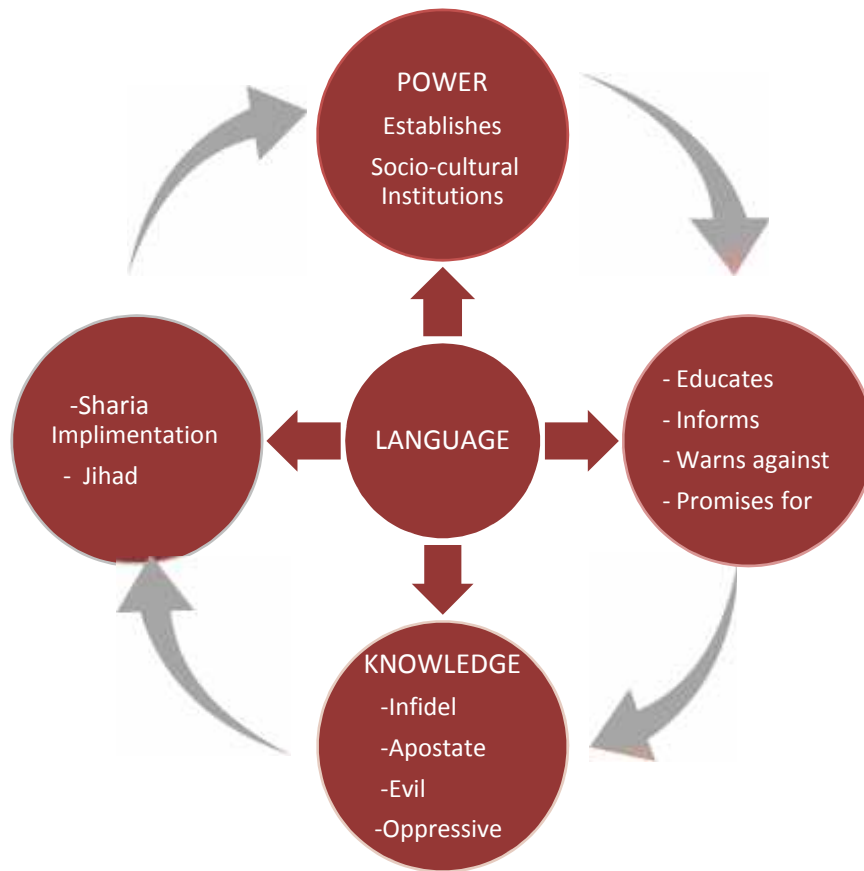 POWER
Establishes
Socio-cultural
Institutions
-Sharia
Implimentation
- Jihad
LANGUAGE
- Educates
- Informs
- Warns against
- Promises for
KNOWLEDGE
-Infidel
-Apostate
-Evil
-Oppressive